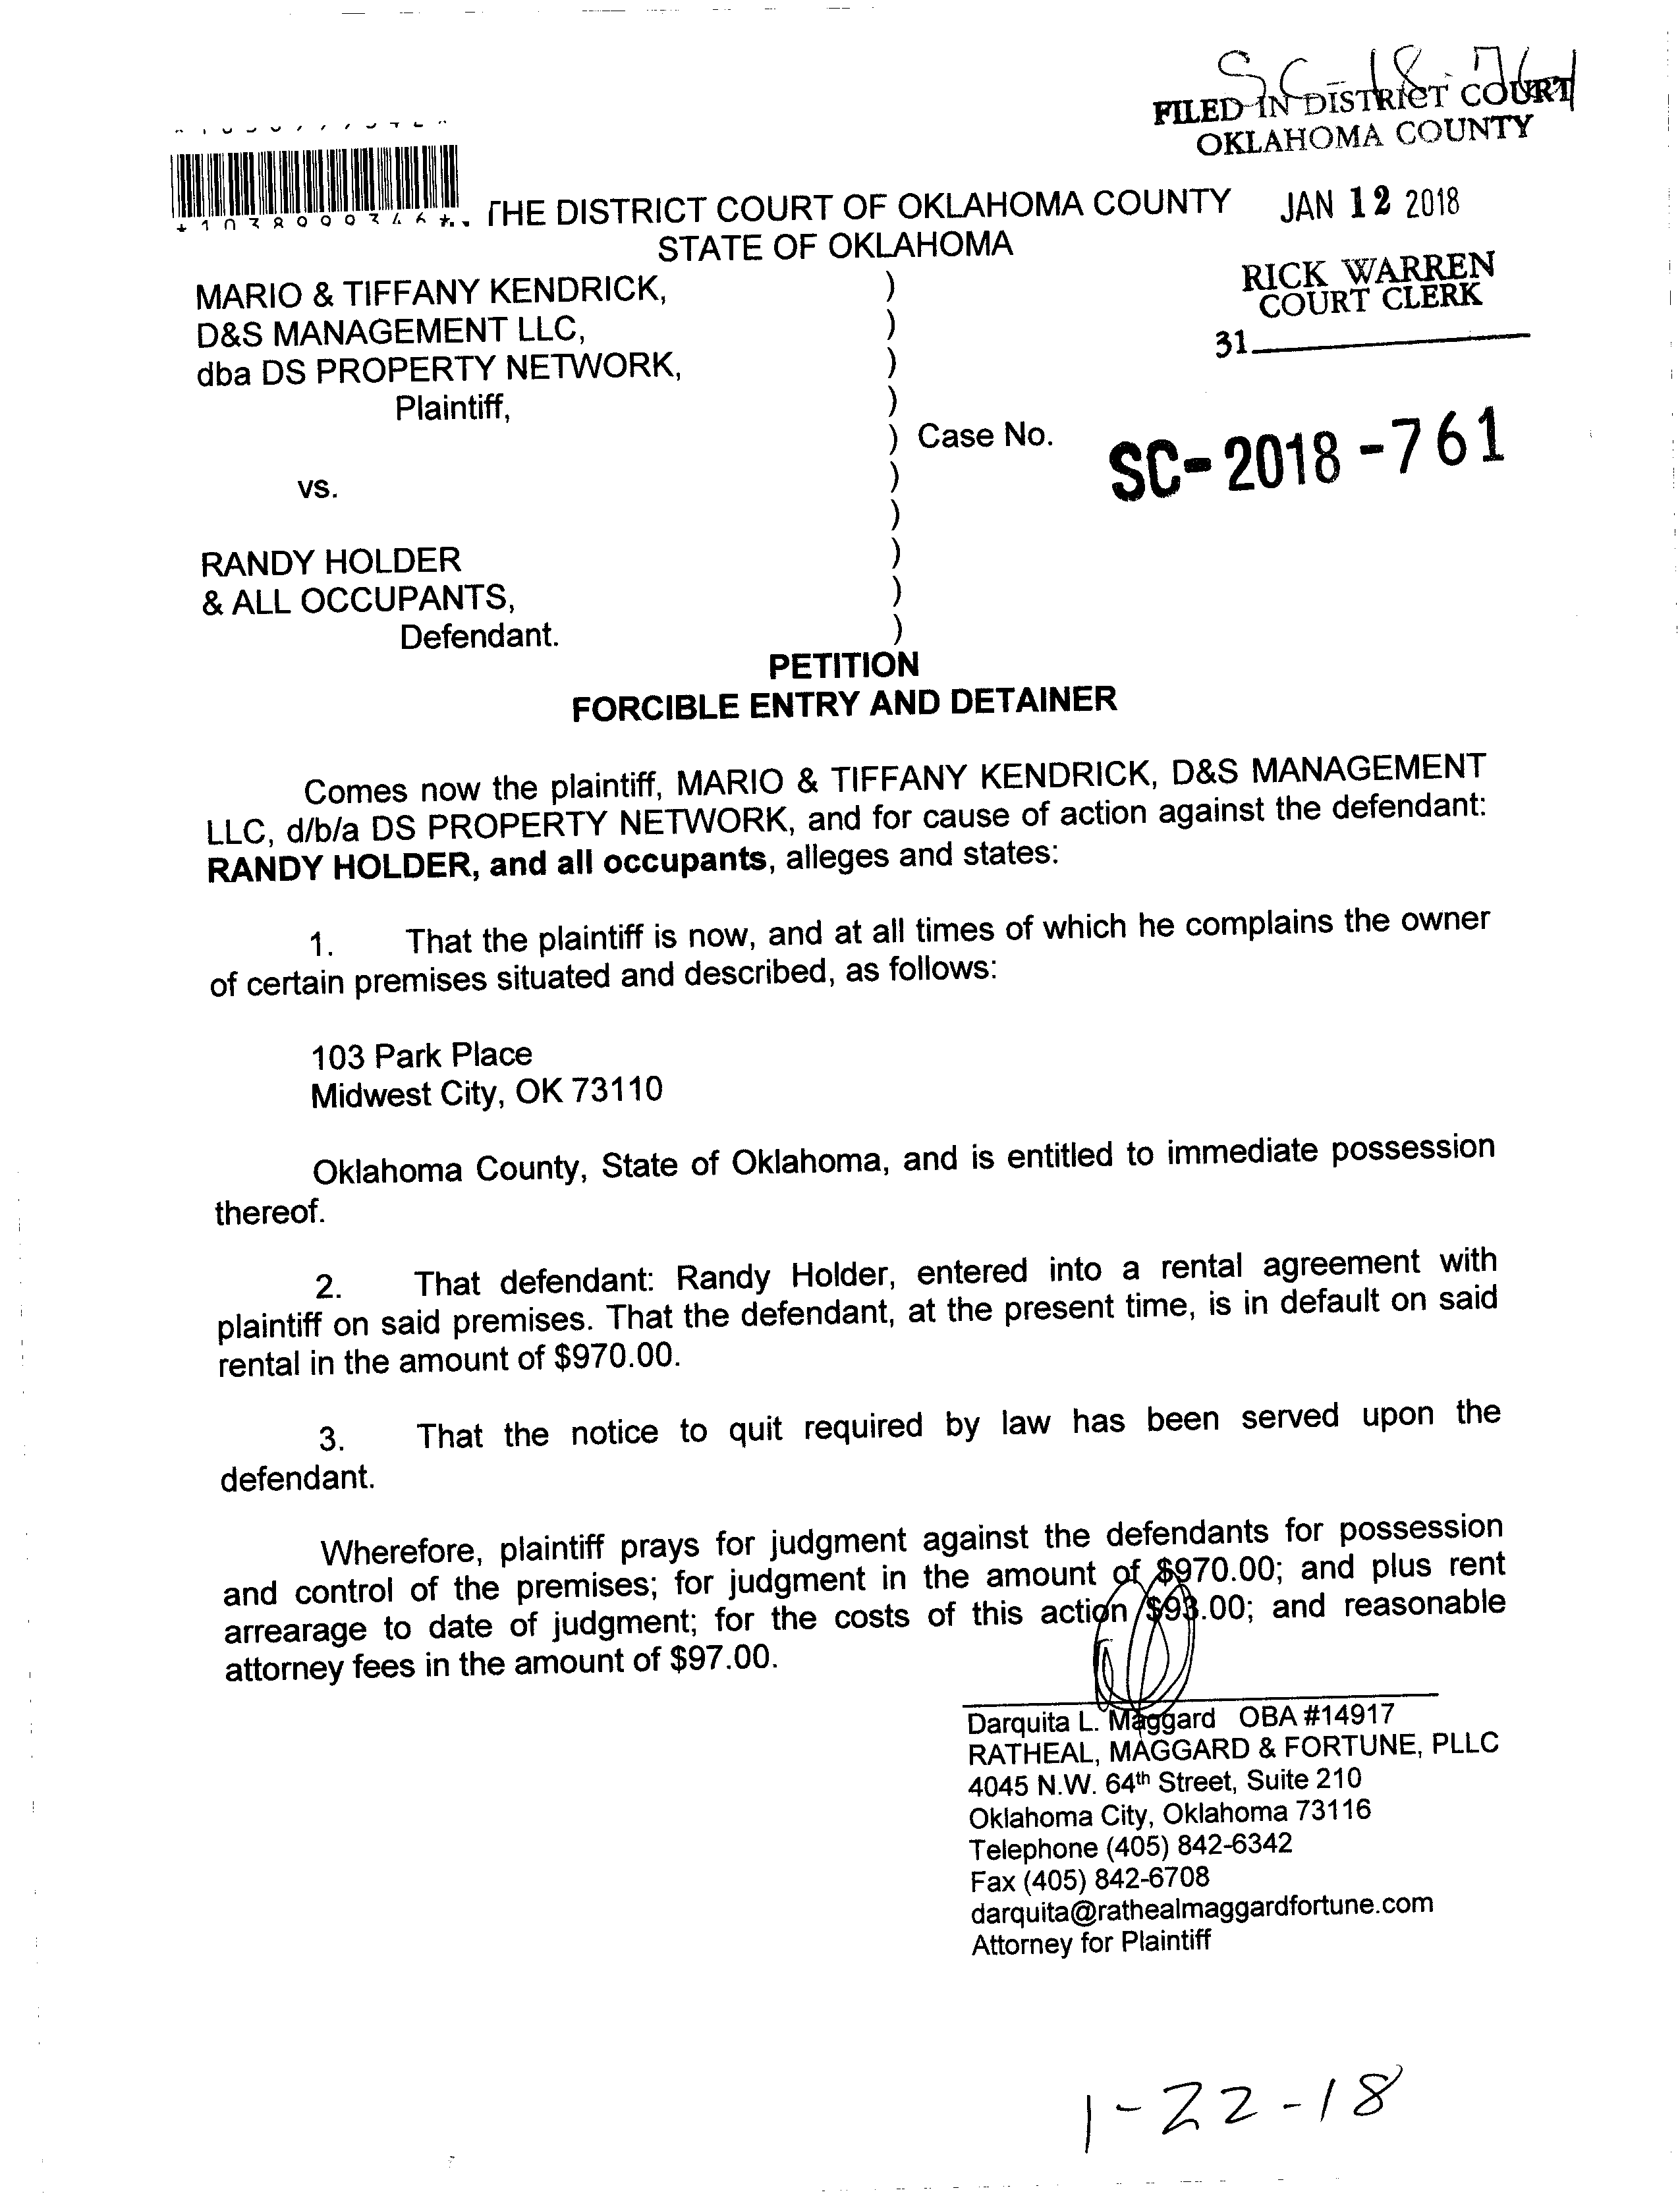 SC-18-761
FILED IN DISTRICT COURT
OKLAHOMA COUNTY
THE DISTRICT COURT OF OKLAHOMA COUNTY
JAN 12 2018
STATE OF OKLAHOMA
RICK WARREN
COURT CLERK
31
MARIO & TIFFANY KENDRICK, )
D&S MANAGEMENT LLC, )
dba DS PROPERTY NETWORK, )
Plaintiff, )
) Case No. SC-2018-761
vs. )
)
RANDY HOLDER )
& ALL OCCUPANTS, )
Defendant. )
PETITION
FORCIBLE ENTRY AND DETAINER
Comes now the plaintiff, MARIO & TIFFANY KENDRICK, D&S MANAGEMENT
LLC, d/b/a DS PROPERTY NETWORK, and for cause of action against the defendant:
RANDY HOLDER, and all occupants, alleges and states:
1. That the plaintiff is now, and at all times of which he complains the owner
of certain premises situated and described, as follows:
103 Park Place
Midwest City, OK 73110
Oklahoma County, State of Oklahoma, and is entitled to immediate possession
thereof.
2. That defendant: Randy Holder, entered into a rental agreement with
plaintiff on said premises. That the defendant, at the present time, is in default on said
rental in the amount of $970.00.
3. That the notice to quit required by law has been served upon the
defendant.
Wherefore, plaintiff prays for judgment against the defendants for possession
and control of the premises; for judgment in the amount of $970.00; and plus rent
arrearage to date of judgment; for the costs of this action $93.00; and reasonable
attorney fees in the amount of $97.00.
Darquita L. Maggard OBA #14917
RATHEAL, MAGGARD & FORTUNE, PLLC
4045 N.W. 64th Street, Suite 210
Oklahoma City, Oklahoma 73116
Telephone (405) 842-6342
Fax (405) 842-6708
darquita@rathealmaggardfortune.com
Attorney for Plaintiff
1-22-18